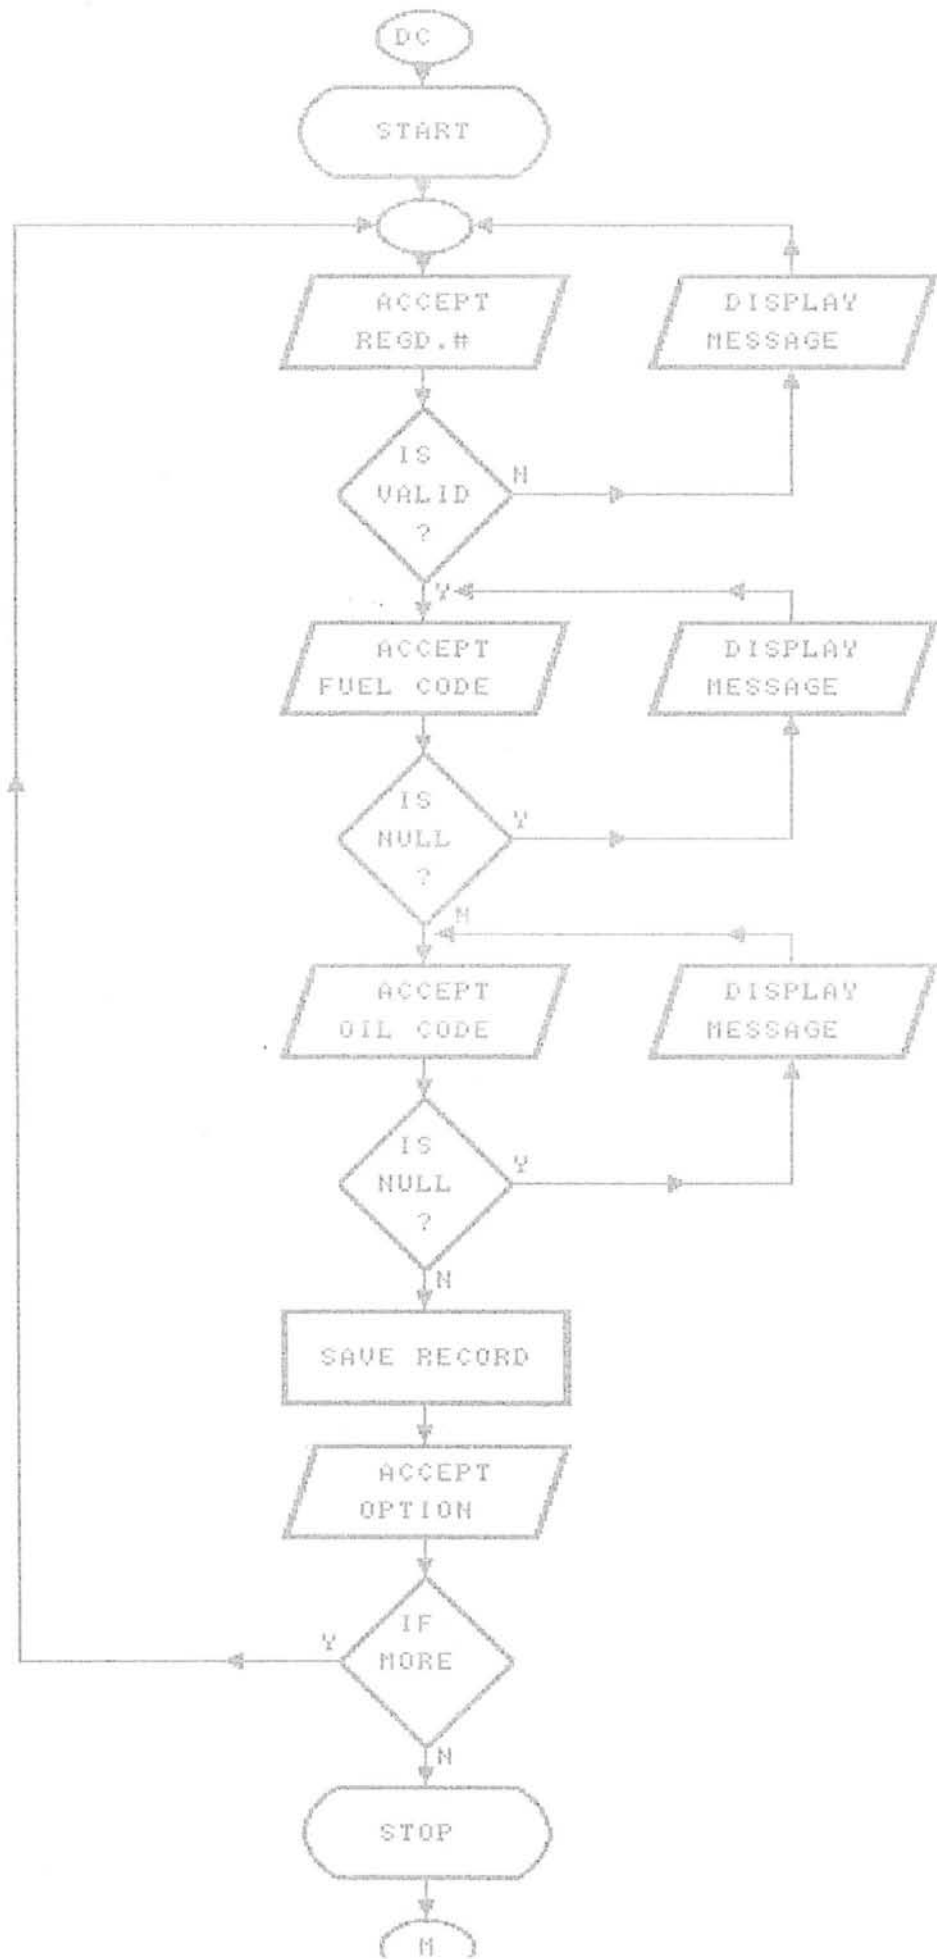 DC
START
ACCEPT
REGD.#
DISPLAY
MESSAGE
IS
VALID
?
N
Y
ACCEPT
FUEL CODE
DISPLAY
MESSAGE
IS
NULL
?
Y
N
ACCEPT
OIL CODE
DISPLAY
MESSAGE
IS
NULL
?
Y
N
SAVE RECORD
ACCEPT
OPTION
IF
MORE
Y
N
STOP
M